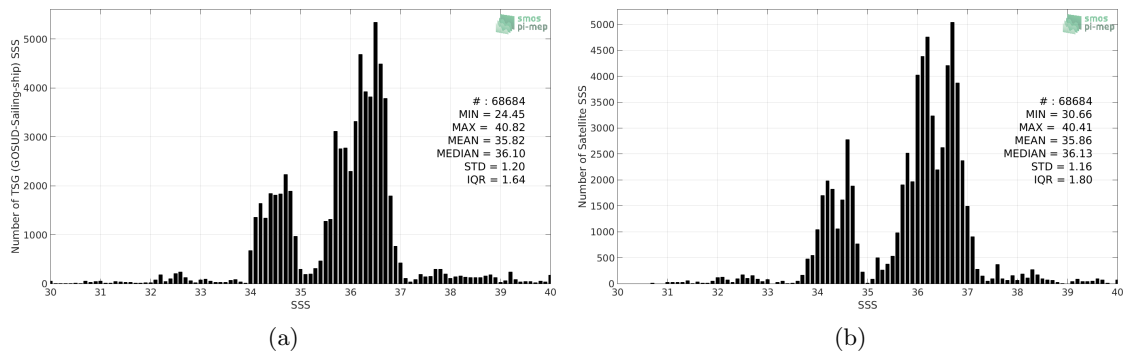 smos
pi-mep
Number of TSG (GOSUD-Sailing-ship) SSS
5000
4000
3000
2000
1000
0
# : 68684
MIN = 24.45
MAX = 40.82
MEAN = 35.82
MEDIAN = 36.10
STD = 1.20
IQR = 1.64
30 31 32 33 34 35 36 37 38 39 40
SSS
(a)
smos
pi-mep
Number of Satellite SSS
5000
4500
4000
3500
3000
2500
2000
1500
1000
500
0
# : 68684
MIN = 30.66
MAX = 40.41
MEAN = 35.86
MEDIAN = 36.13
STD = 1.16
IQR = 1.80
30 31 32 33 34 35 36 37 38 39 40
SSS
(b)